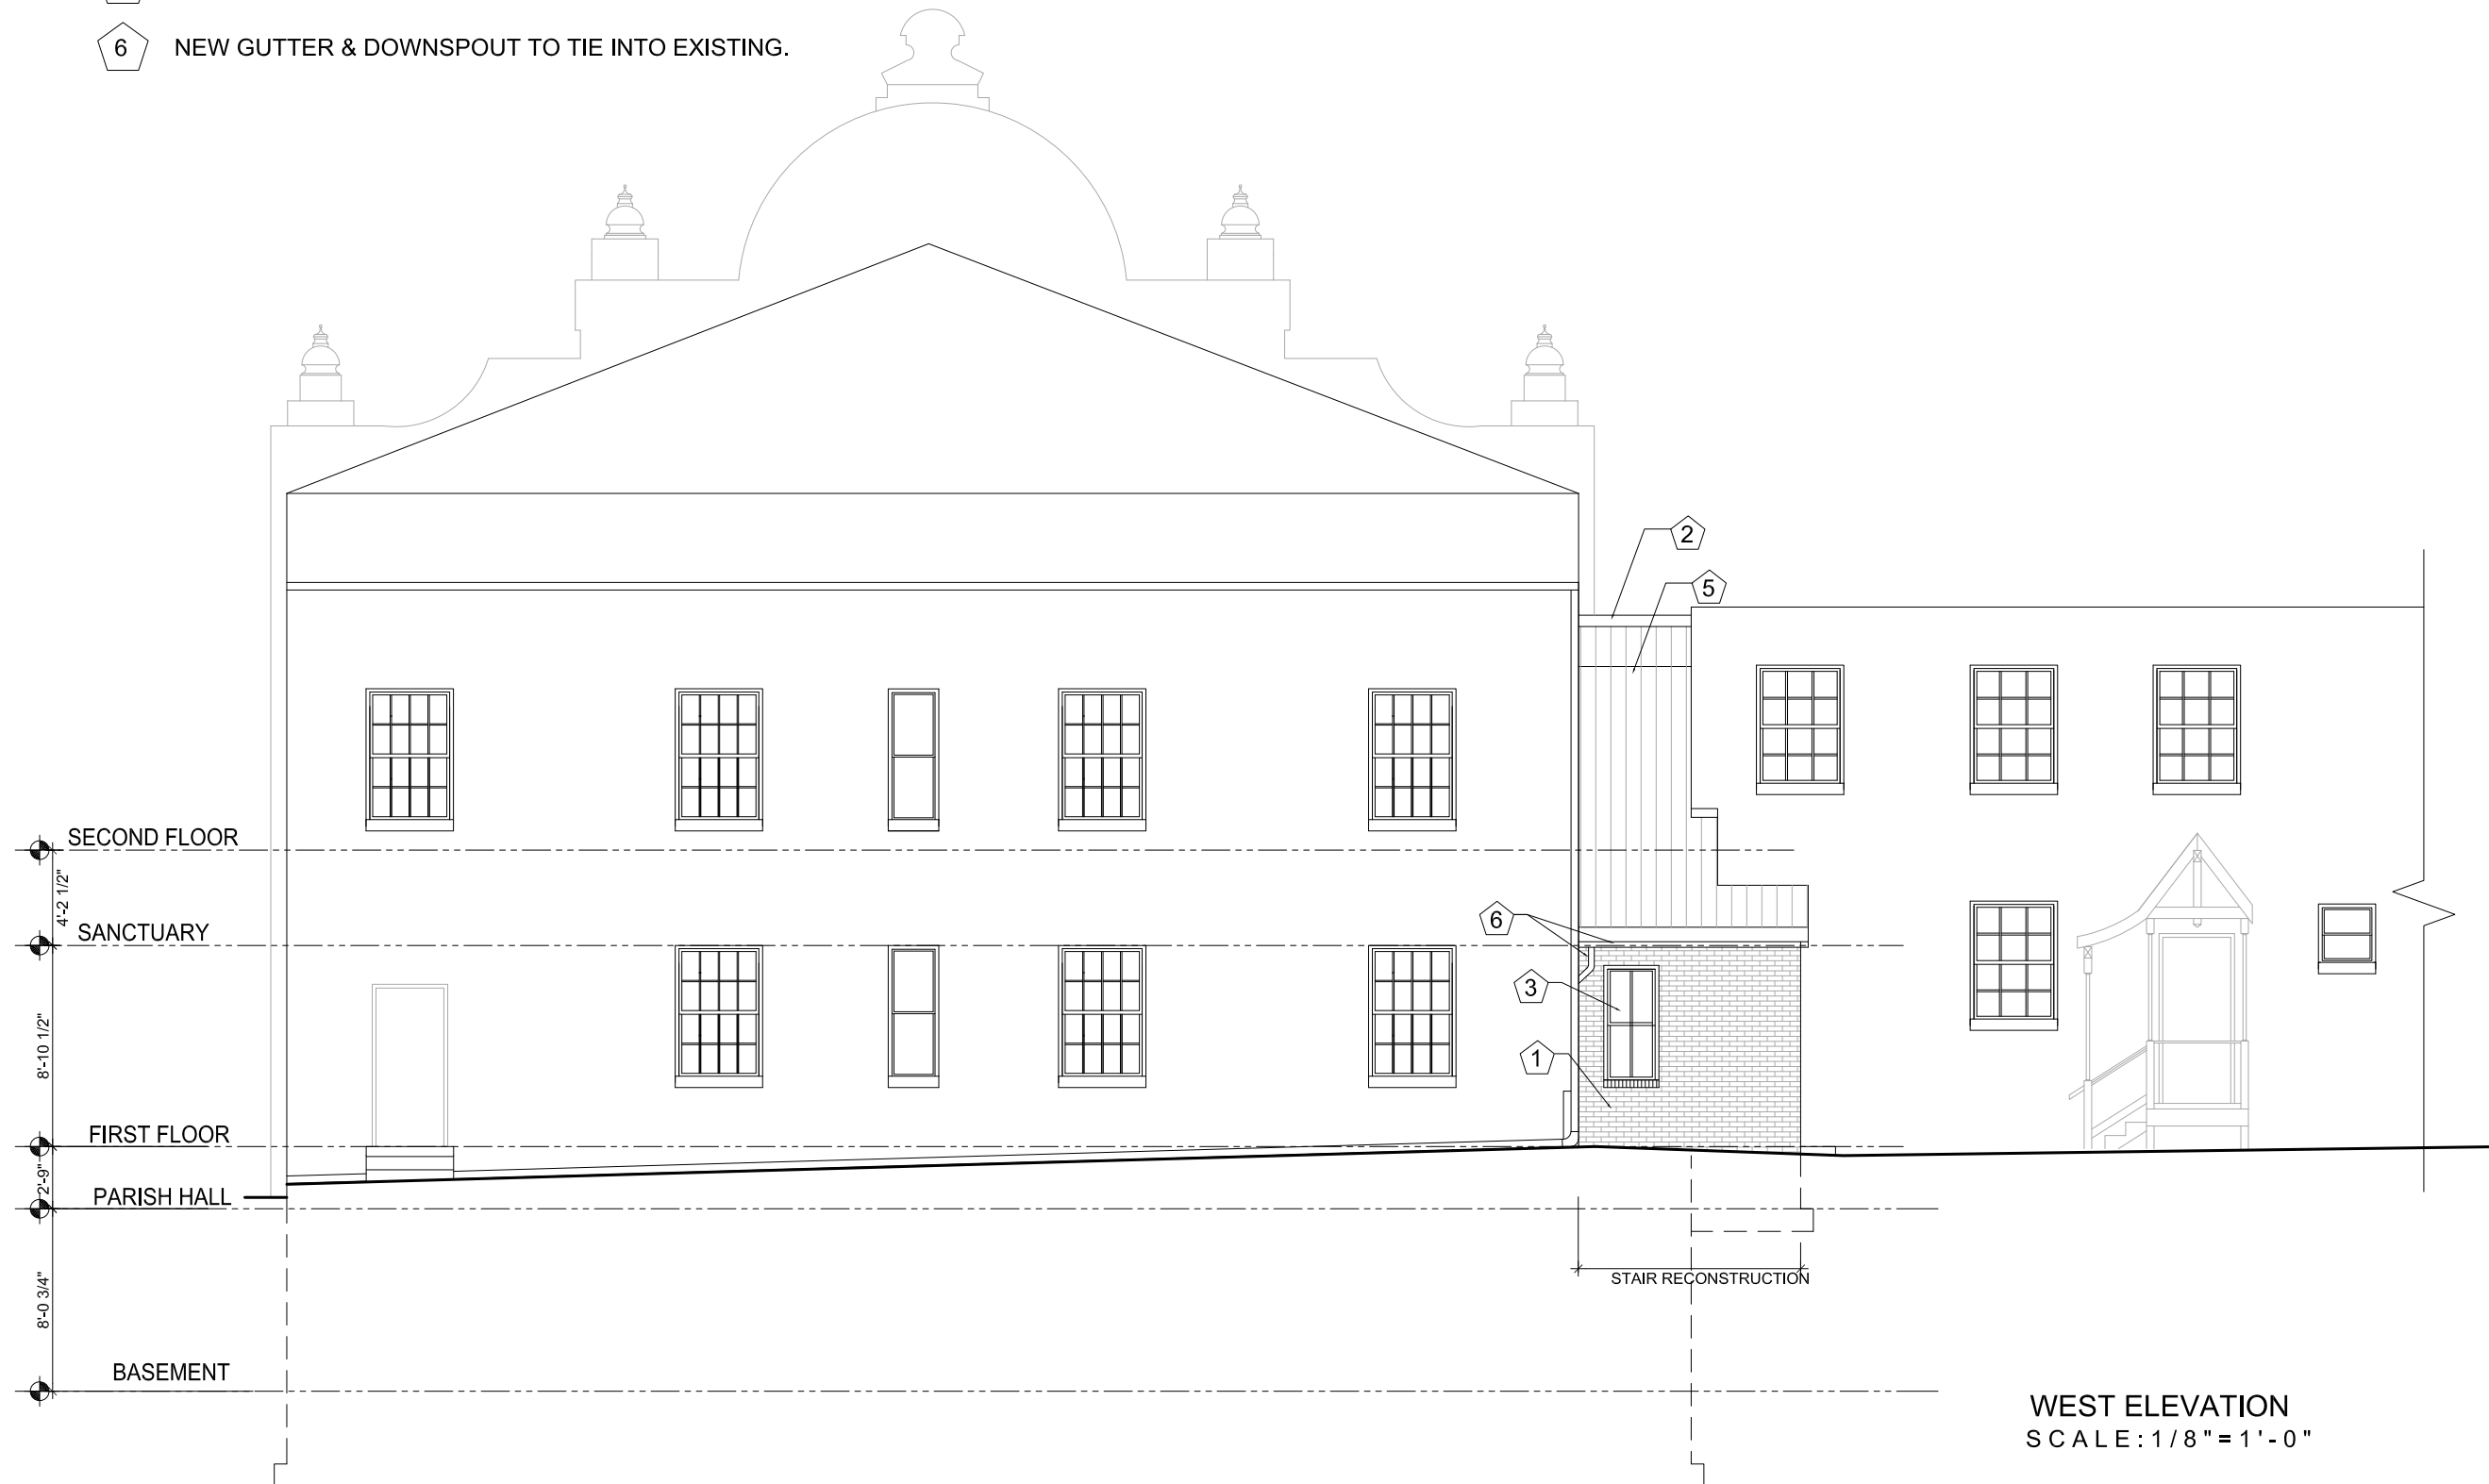 6 NEW GUTTER & DOWNSPOUT TO TIE INTO EXISTING.
2
5
SECOND FLOOR
4'-2 1/2"
6
SANCTUARY
3
8'-10 1/2"
1
FIRST FLOOR
2'-9"
PARISH HALL
STAIR RECONSTRUCTION
8'-0 3/4"
BASEMENT
WEST ELEVATION
SCALE:1/8"=1'-0"